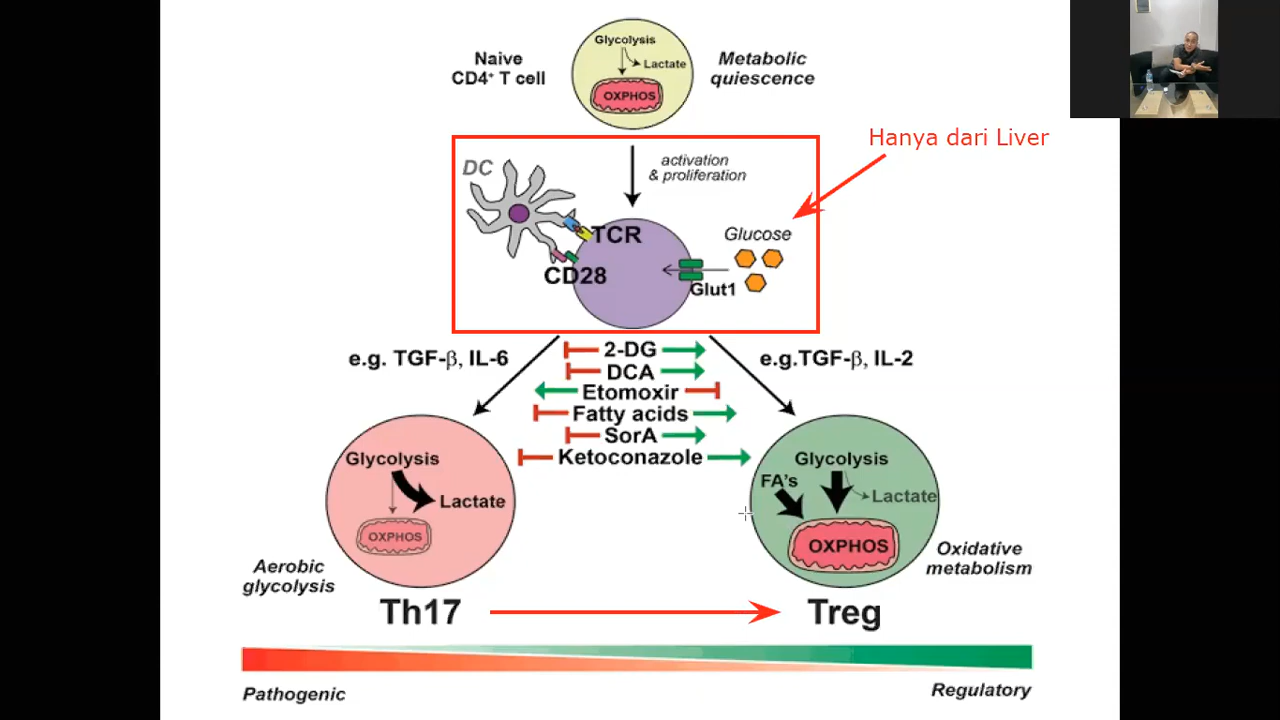 Naive
CD4⁺ T cell
Glycolysis
Lactate
OXPHOS
Metabolic
quiescence
Hanya dari Liver
DC
activation
& proliferation
TCR
CD28
Glucose
Glut1
e.g. TGF-β, IL-6
2-DG
DCA
Etomoxir
Fatty acids
SorA
Ketoconazole
e.g.TGF-β, IL-2
Glycolysis
Lactate
OXPHOS
Aerobic
glycolysis
Th17
Glycolysis
FA's
Lactate
OXPHOS
Oxidative
metabolism
Treg
Pathogenic
Regulatory